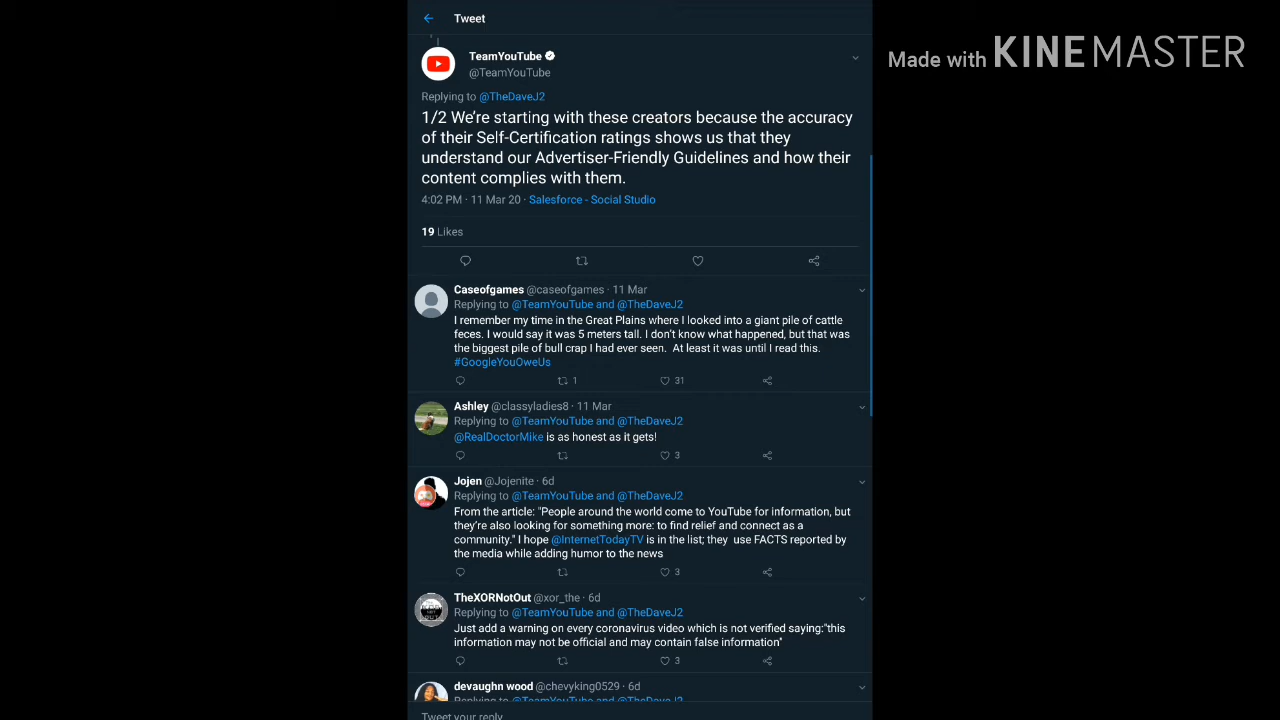 Tweet
Made with KINEMASTER
TeamYouTube
@TeamYouTube
Replying to @TheDaveJ2
1/2 We're starting with these creators because the accuracy
of their Self-Certification ratings shows us that they
understand our Advertiser-Friendly Guidelines and how their
content complies with them.
4:02 PM · 11 Mar 20 · Salesforce - Social Studio
19 Likes
Caseofgames @caseofgames · 11 Mar
Replying to @TeamYouTube and @TheDaveJ2
I remember my time in the Great Plains where I looked into a giant pile of cattle
feces. I would say it was 5 meters tall. I don't know what happened, but that was
the biggest pile of bull crap I had ever seen.  At least it was until I read this.
#GoogleYouOweUs
1 31
Ashley @classyladies8 · 11 Mar
Replying to @TeamYouTube and @TheDaveJ2
@RealDoctorMike is as honest as it gets!
3
Jojen @Jojenite · 6d
Replying to @TeamYouTube and @TheDaveJ2
From the article: "People around the world come to YouTube for information, but
they're also looking for something more: to find relief and connect as a
community." I hope @InternetTodayTV is in the list; they  use FACTS reported by
the media while adding humor to the news
3
TheXORNotOut @xor_the · 6d
Replying to @TeamYouTube and @TheDaveJ2
Just add a warning on every coronavirus video which is not verified saying:"this
information may not be official and may contain false information"
3
devaughn wood @chevyking0529 · 6d
Replying to @TeamYouTube and @TheDaveJ2
Tweet your reply